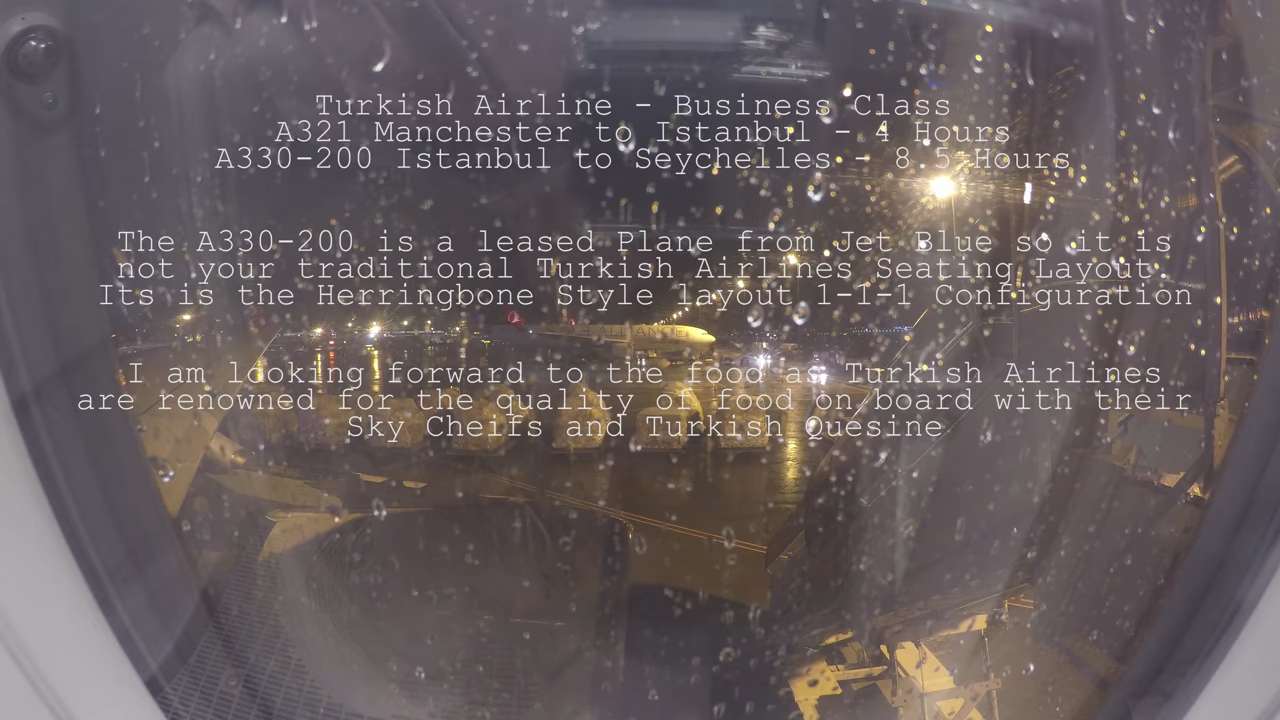 Turkish Airline - Business Class
A321 Manchester to Istanbul - 4 Hours
A330-200 Istanbul to Seychelles - 8.5 Hours
The A330-200 is a leased Plane from Jet Blue so it is
not your traditional Turkish Airlines Seating Layout.
Its is the Herringbone Style layout 1-1-1 Configuration
ALLIANCE
I am looking forward to the food as Turkish Airlines
are renowned for the quality of food on board with their
Sky Cheifs and Turkish Quesine